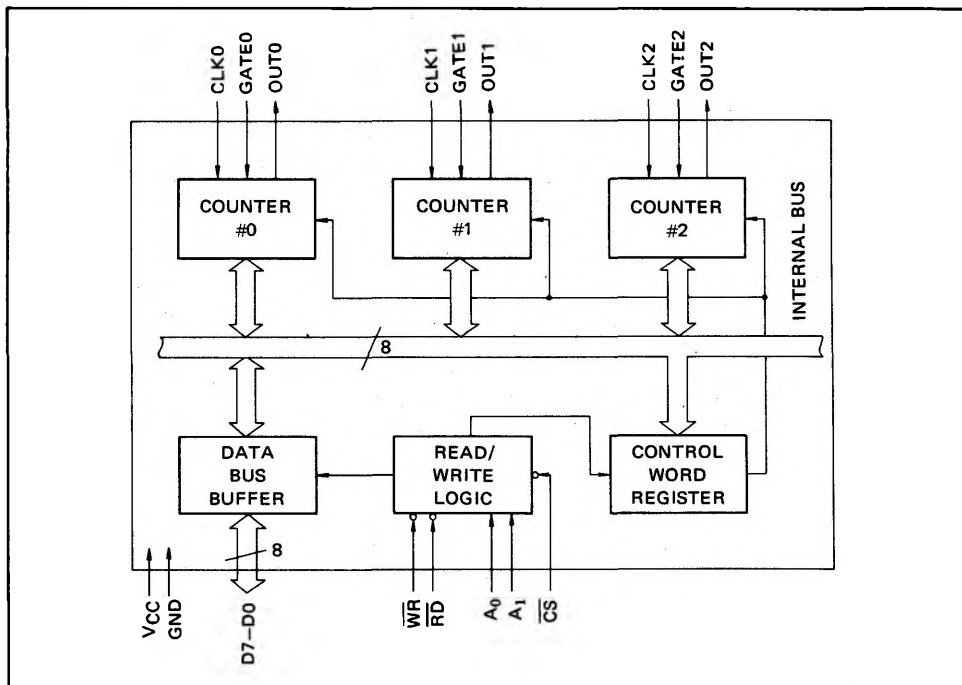 CLK0
GATE0
OUT0
CLK1
GATE1
OUT1
CLK2
GATE2
OUT2
COUNTER
#0
COUNTER
#1
COUNTER
#2
INTERNAL BUS
8
DATA
BUS
BUFFER
READ/
WRITE
LOGIC
CONTROL
WORD
REGISTER
8
VCC
GND
D7–D0
WR
RD
A0
A1
CS